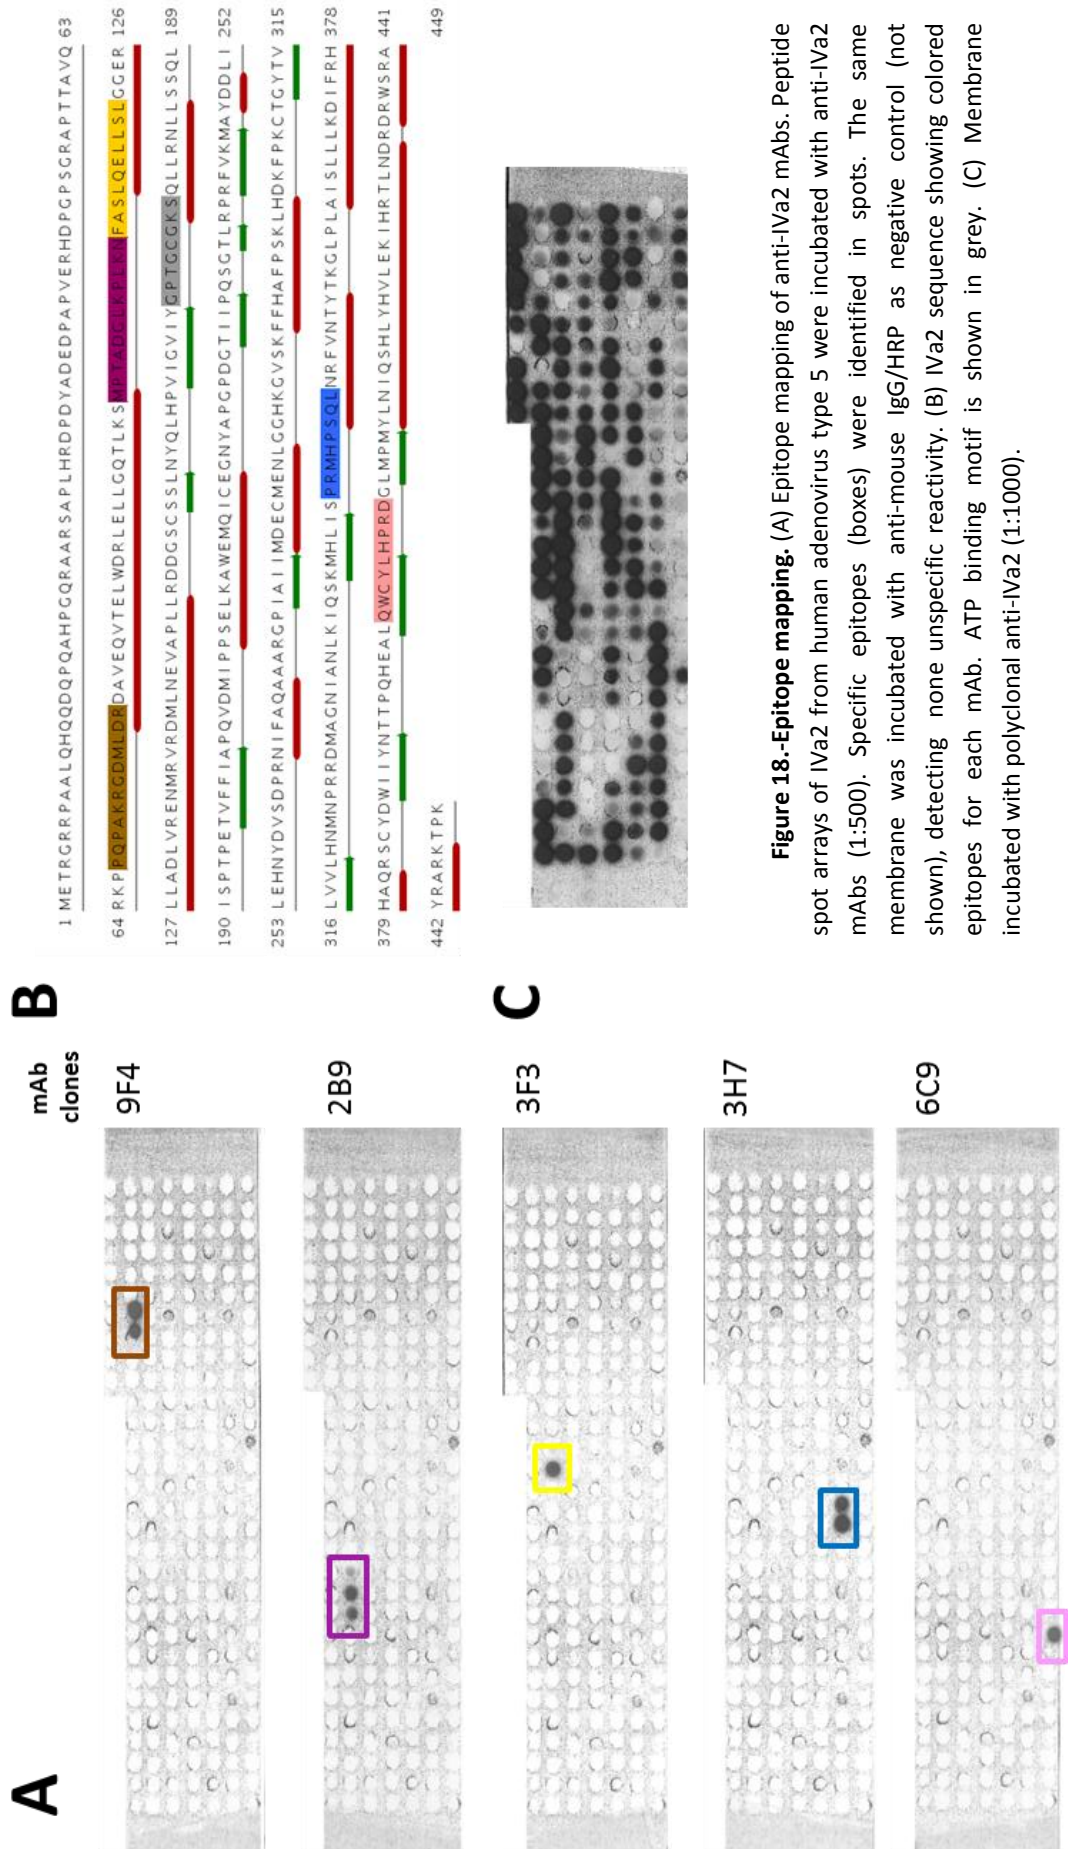 A
mAb
clones
9F4
2B9
3F3
3H7
6C9
B
1 METRGRRPAALQHQQDQPQAHPGQRAARSAPLHRDPDYADEDPAPVERHDPGPSGRAPTTAVQ 63
64 RKPPQPAKRGDMLDRDAVEQVTELWDRLELLGQTLKSMPTADGLKPLKNFASLQELLSLGGER 126
127 LLADLVRENMRVRDMLNEVAPLLRDDGSCSSLNYQLHPVIGVIYGPTGCGKSQLLRNLLSSQL 189
190 ISPTPETVFFIAPQVDMIPPSELKAWEMQICEGNYAPGPDGTIIPQSGTLRPRFVKMAYDDLI 252
253 LEHNYDVSDPRNIFAQAAARGPIAIIMDECMENLGGHKGVSKFFHAFPSKLHDKFPKCTGYTV 315
316 LVVLHNMNPRRDMAGNIANLKIQSKMHLISPRMHPSQLNRFVNTYTKGLPLAISLLLKDIFRH 378
379 HAQRSCYDWIIYNTTPQHEALQWCYLHPRDGLMPMYLNIQSHLYHVLEKIHRTLNDRDRWSRA 441
442 YRARKTPK 449
C
Figure 18.-Epitope mapping. (A) Epitope mapping of anti-IVa2 mAbs. Peptide
spot arrays of IVa2 from human adenovirus type 5 were incubated with anti-IVa2
mAbs (1:500). Specific epitopes (boxes) were identified in spots. The same
membrane was incubated with anti-mouse IgG/HRP as negative control (not
shown), detecting none unspecific reactivity. (B) IVa2 sequence showing colored
epitopes for each mAb. ATP binding motif is shown in grey. (C) Membrane
incubated with polyclonal anti-IVa2 (1:1000).